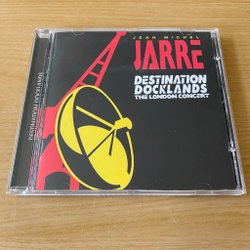 JEAN MICHEL
JARRE
DESTINATION
DOCKLANDS
THE LONDON CONCERT